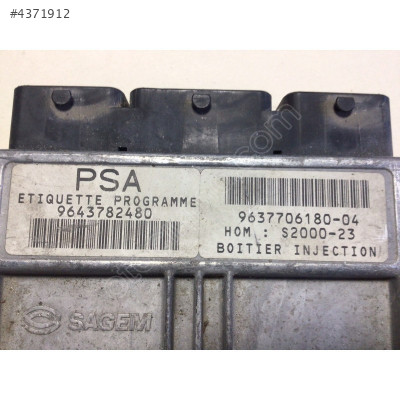 #4371912
PSA
ETIQUETTE PROGRAMME
9643782480
9637706180-04
HOM : S2000-23
BOITIER INJECTION
SAGEM